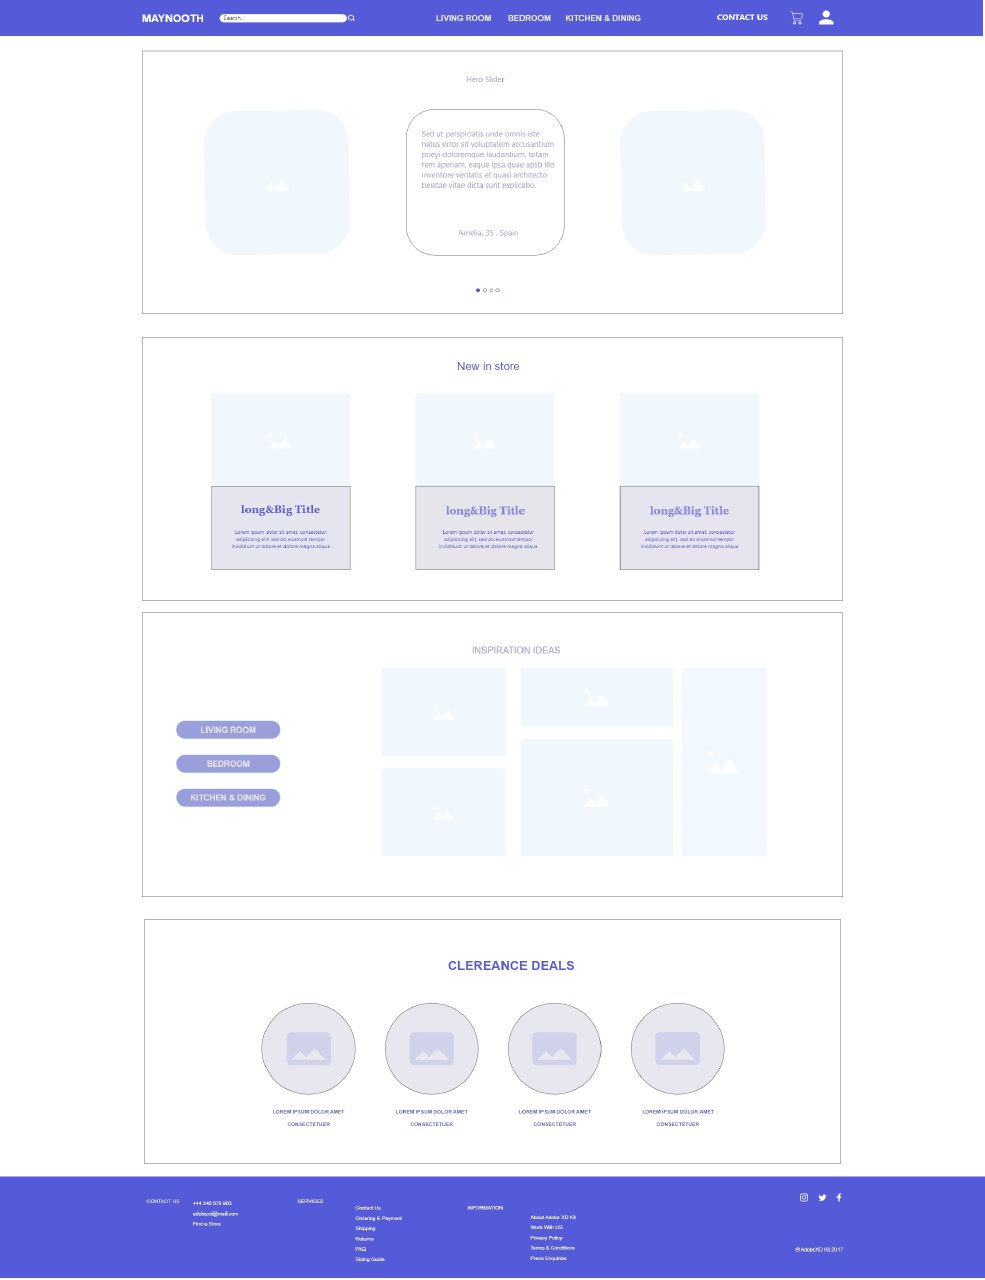 MAYNOOTH
Search...
LIVING ROOM
BEDROOM
KITCHEN & DINING
CONTACT US
Hero Slider
Sed ut perspiciatis unde omnis iste
natus error sit voluptatem accusantium
poeyi doloremque laudantium, totam
rem aperiam, eaque ipsa quae apsb illo
inventore veritatis et quasi architecto
beiatae vitae dicta sunt explicabo.
Amelia, 35 , Spain
New in store
long&Big Title
Lorem ipsum dolor sit amet, consectetur
adipisicing elit, sed do eiusmod tempor
incididunt ut labore et dolore magna aliqua
long&Big Title
Lorem ipsum dolor sit amet, consectetur
adipisicing elit, sed do eiusmod tempor
incididunt ut labore et dolore magna aliqua
long&Big Title
Lorem ipsum dolor sit amet, consectetur
adipisicing elit, sed do eiusmod tempor
incididunt ut labore et dolore magna aliqua
INSPIRATION IDEAS
LIVING ROOM
BEDROOM
KITCHEN & DINING
CLEREANCE DEALS
LOREM IPSUM DOLOR AMET
CONSECTETUER
LOREM IPSUM DOLOR AMET
CONSECTETUER
LOREM IPSUM DOLOR AMET
CONSECTETUER
LOREM IPSUM DOLOR AMET
CONSECTETUER
CONTACT US
+44 345 678 903
adobexd@mail.com
Find a Store
SERVICES
Contact Us
Ordering & Payment
Shipping
Returns
FAQ
Sizing Guide
INFORMATION
About Adobe XD Kit
Work With US
Privacy Policy
Terms & Conditions
Press Enquiries
© AdobeXD Kit 2017